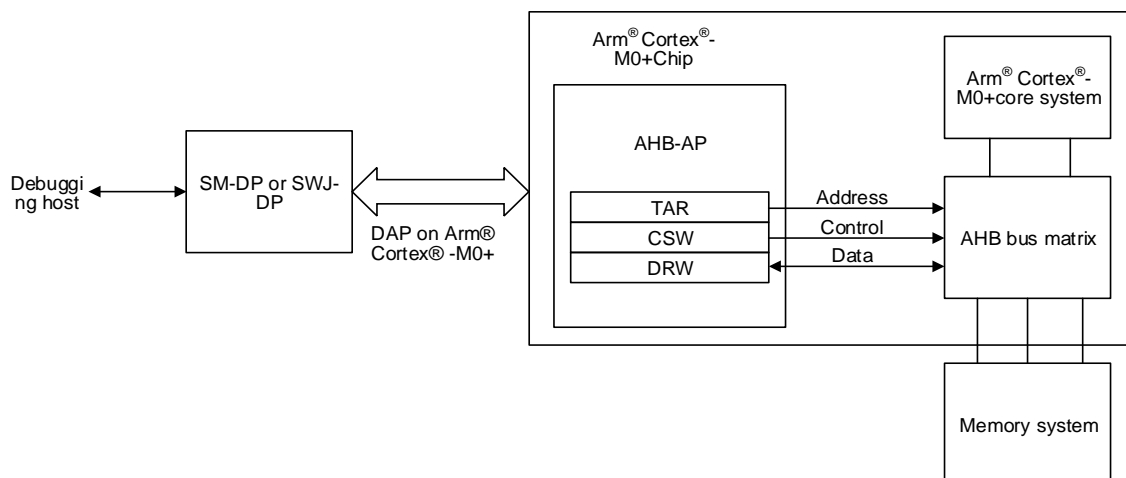 Arm® Cortex®-
M0+Chip
Arm® Cortex®-
M0+core system
AHB-AP
Debuggi
ng host
SM-DP or SWJ-
DP
DAP on Arm®
Cortex® -M0+
TAR
CSW
DRW
Address
Control
Data
AHB bus matrix
Memory system